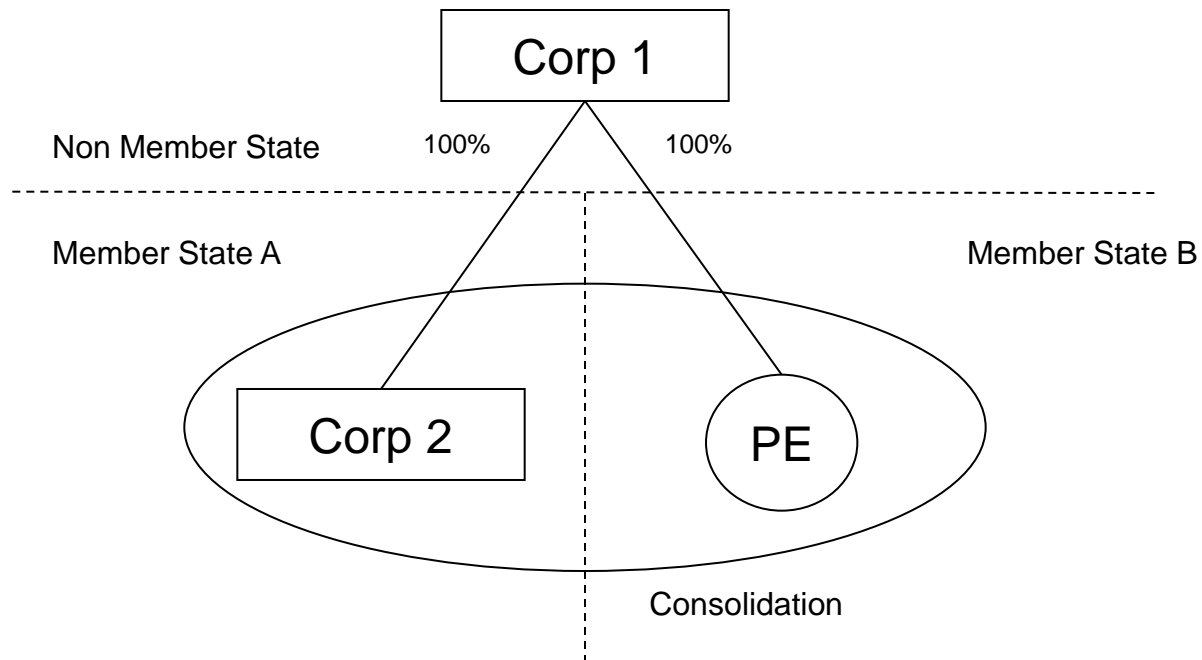 Corp 1
100%
100%
Non Member State
Member State A
Member State B
Corp 2
PE
Consolidation